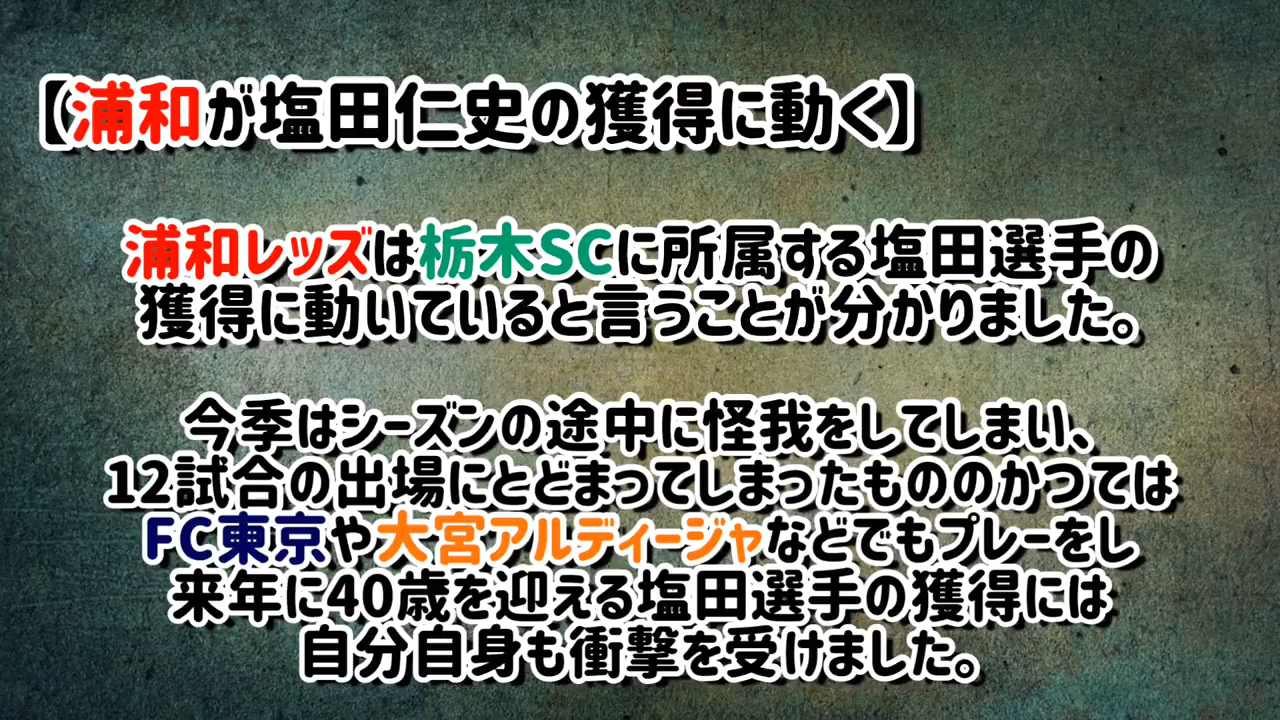 【浦和が塩田仁史の獲得に動く】
浦和レッズは栃木SCに所属する塩田選手の
獲得に動いていると言うことが分かりました。
今季はシーズンの途中に怪我をしてしまい、
12試合の出場にとどまってしまったもののかつては
FC東京や大宮アルディージャなどでもプレーをし
来年に40歳を迎える塩田選手の獲得には
自分自身も衝撃を受けました。